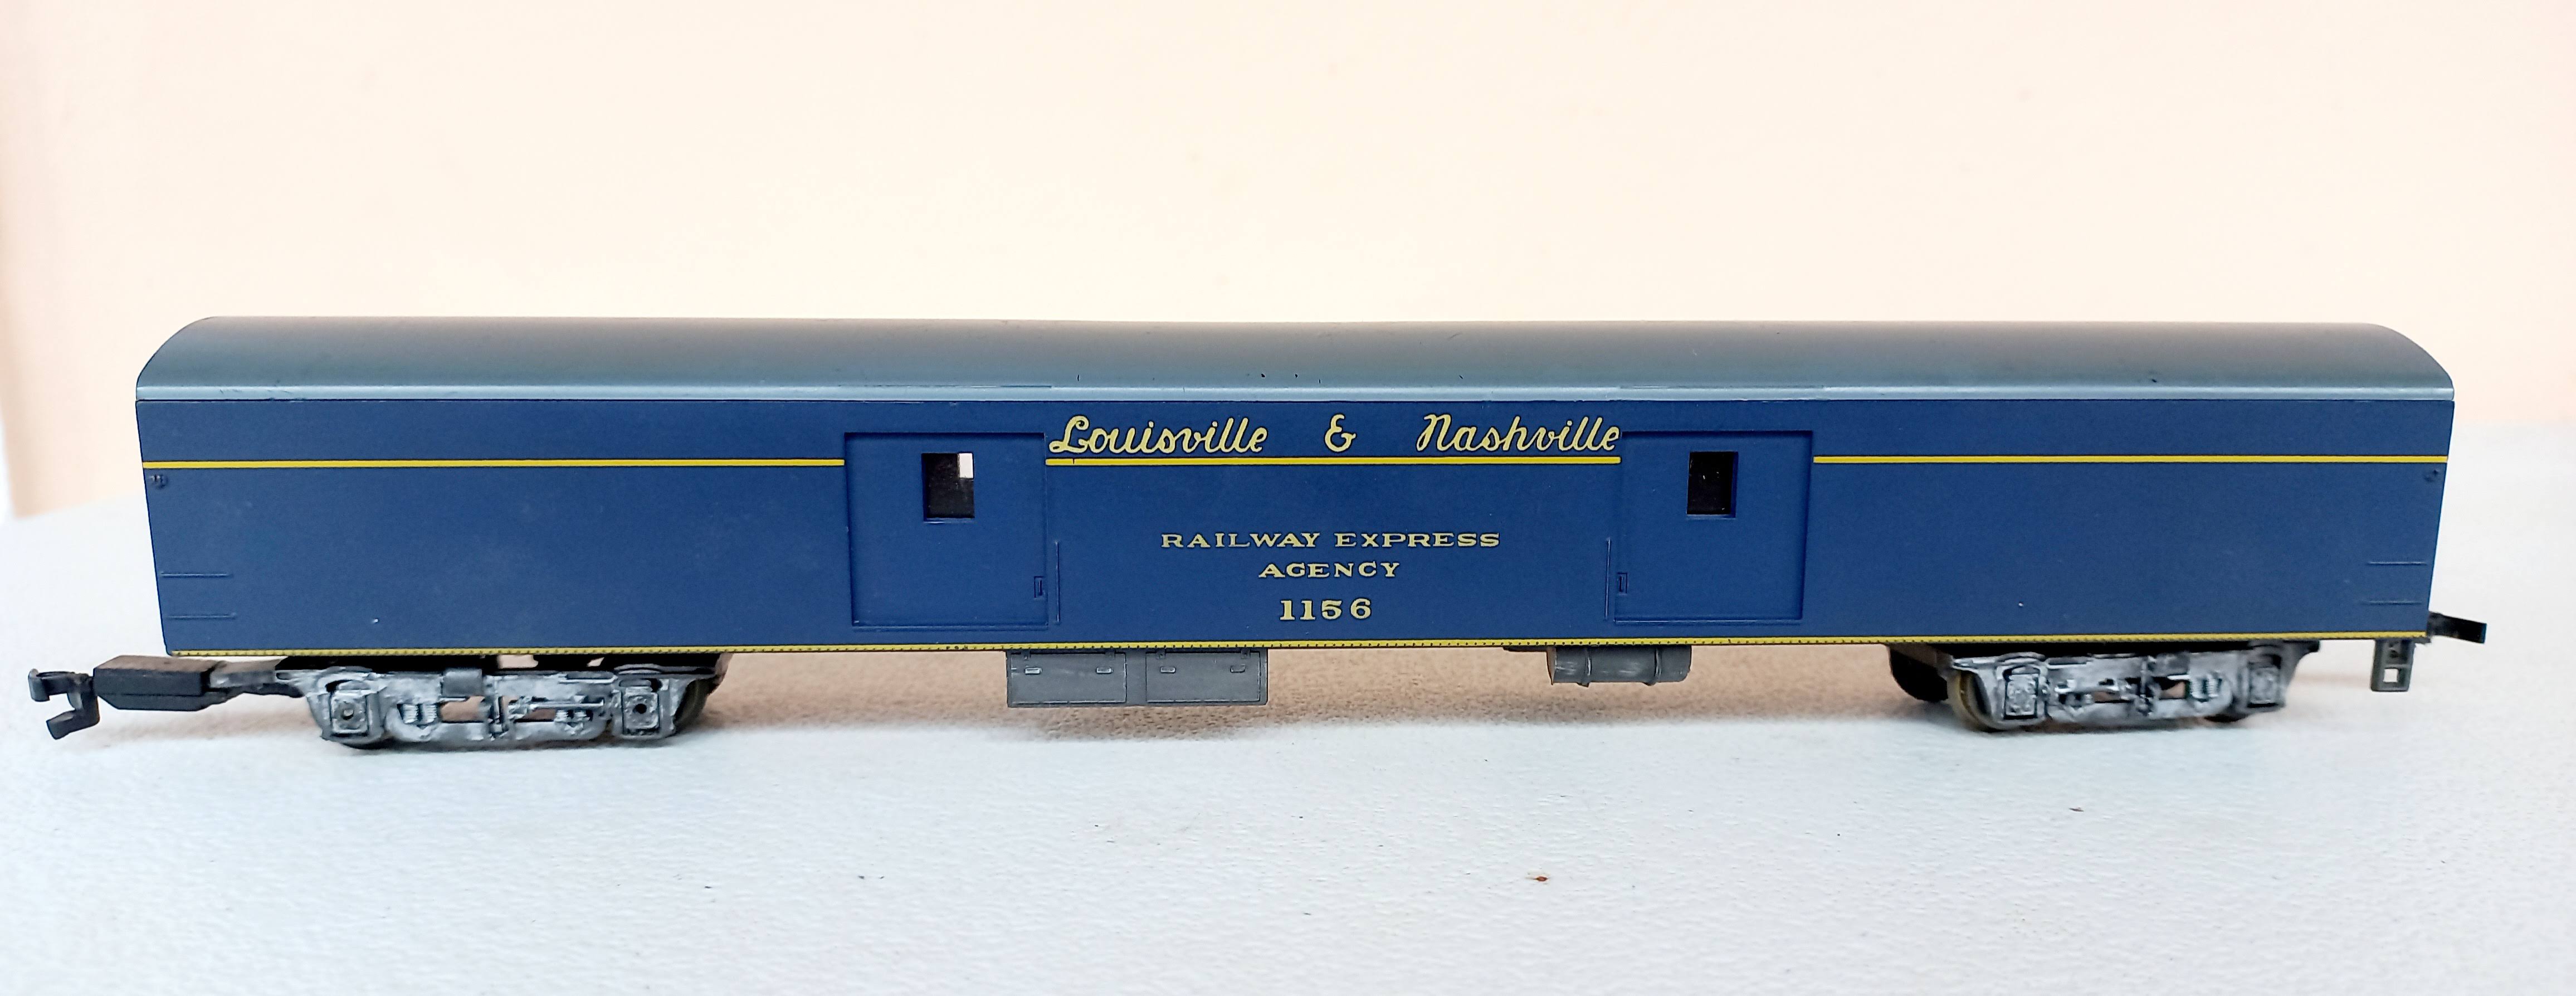 Louisville & Nashville
RAILWAY EXPRESS
AGENCY
1156